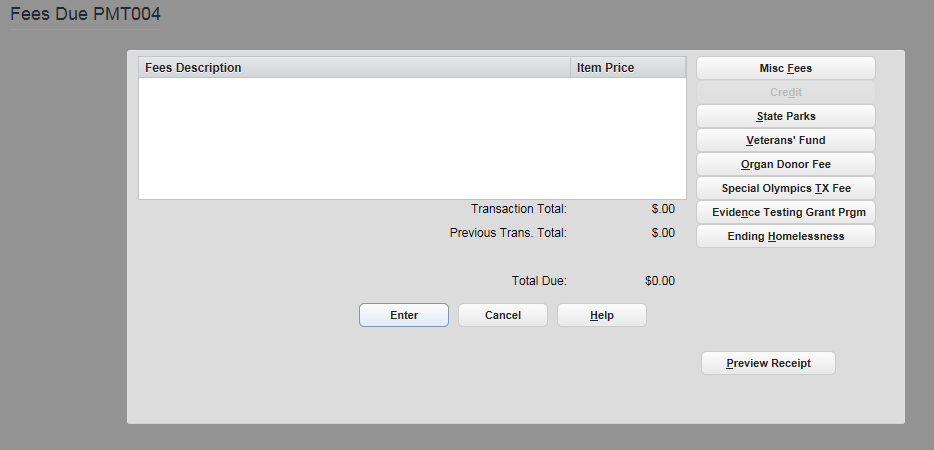 Fees Due PMT004
Fees Description Item Price
Misc Fees
Credit
State Parks
Veterans' Fund
Organ Donor Fee
Special Olympics TX Fee
Evidence Testing Grant Prgm
Ending Homelessness
Transaction Total: $.00
Previous Trans. Total: $.00
Total Due: $0.00
Enter Cancel Help
Preview Receipt